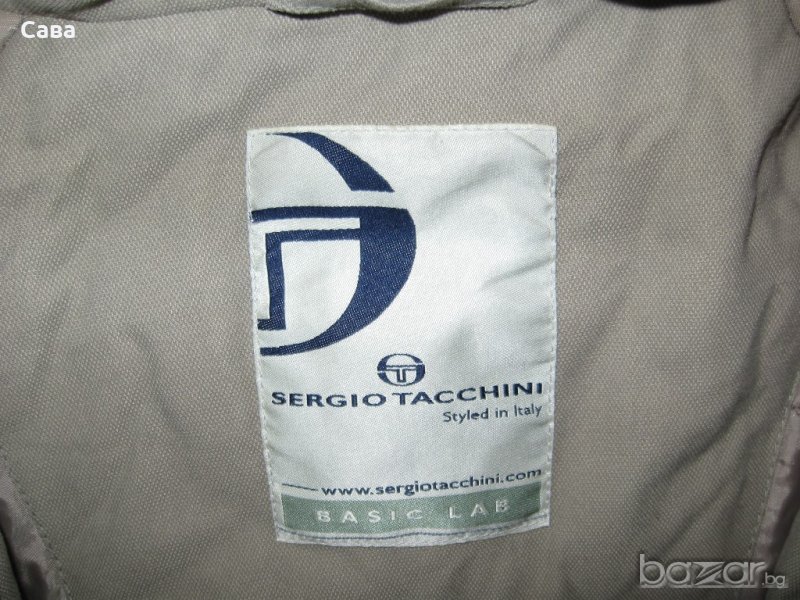 Сава
SERGIO TACCHINI
Styled in Italy
www.sergiotacchini.com
BASIC LAB
bazar.bg